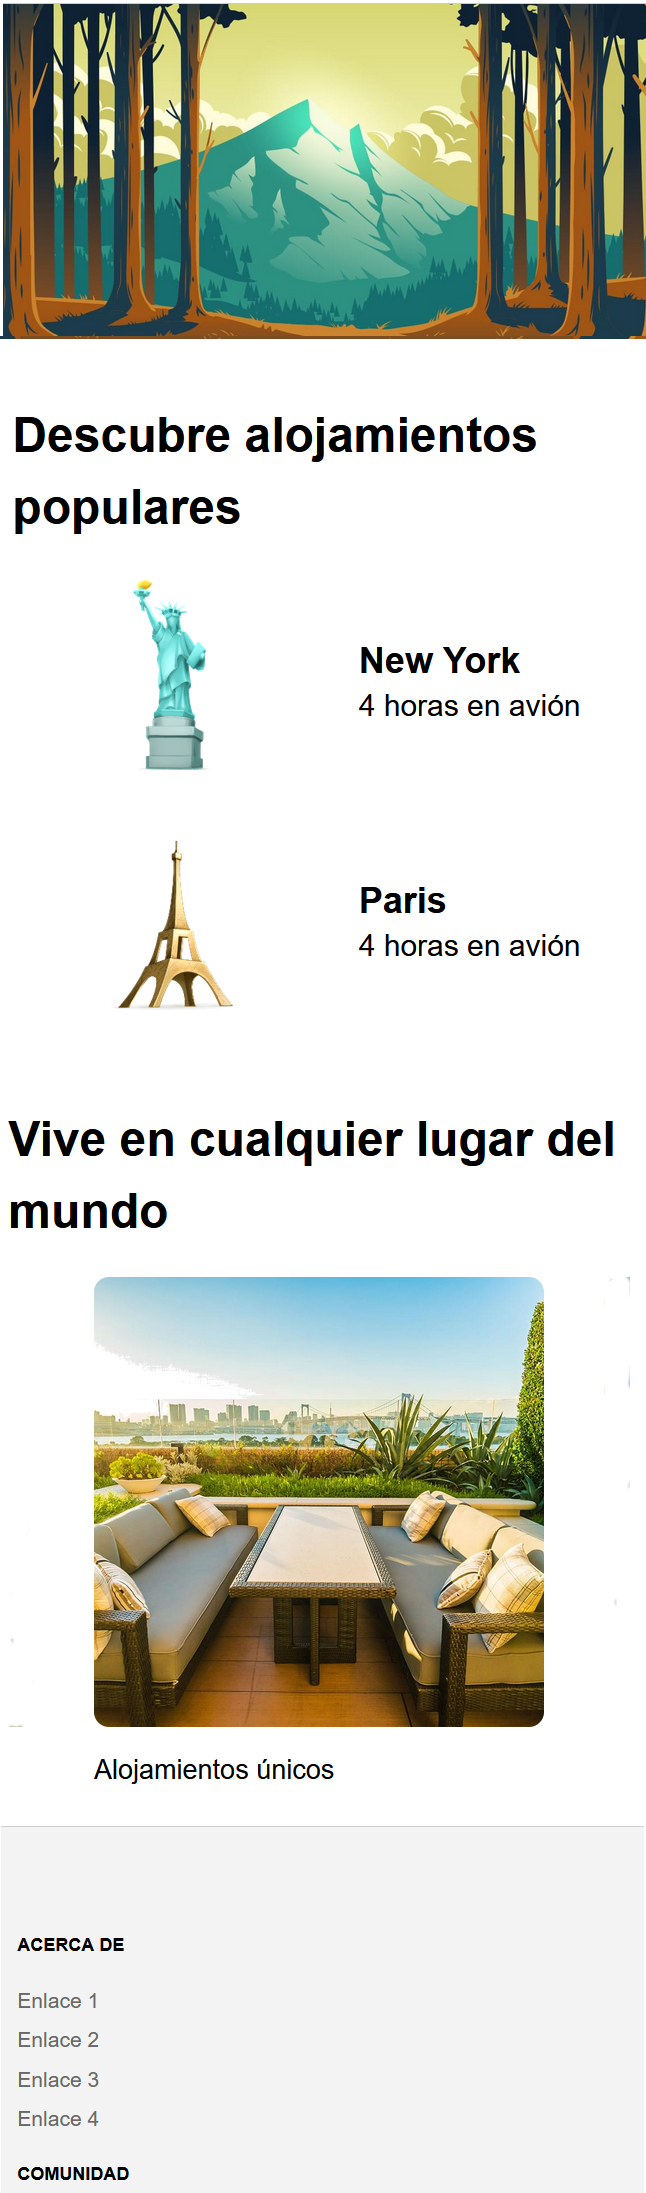 Descubre alojamientos
populares
New York
4 horas en avión
Paris
4 horas en avión
Vive en cualquier lugar del
mundo
Alojamientos únicos
ACERCA DE
Enlace 1
Enlace 2
Enlace 3
Enlace 4
COMUNIDAD